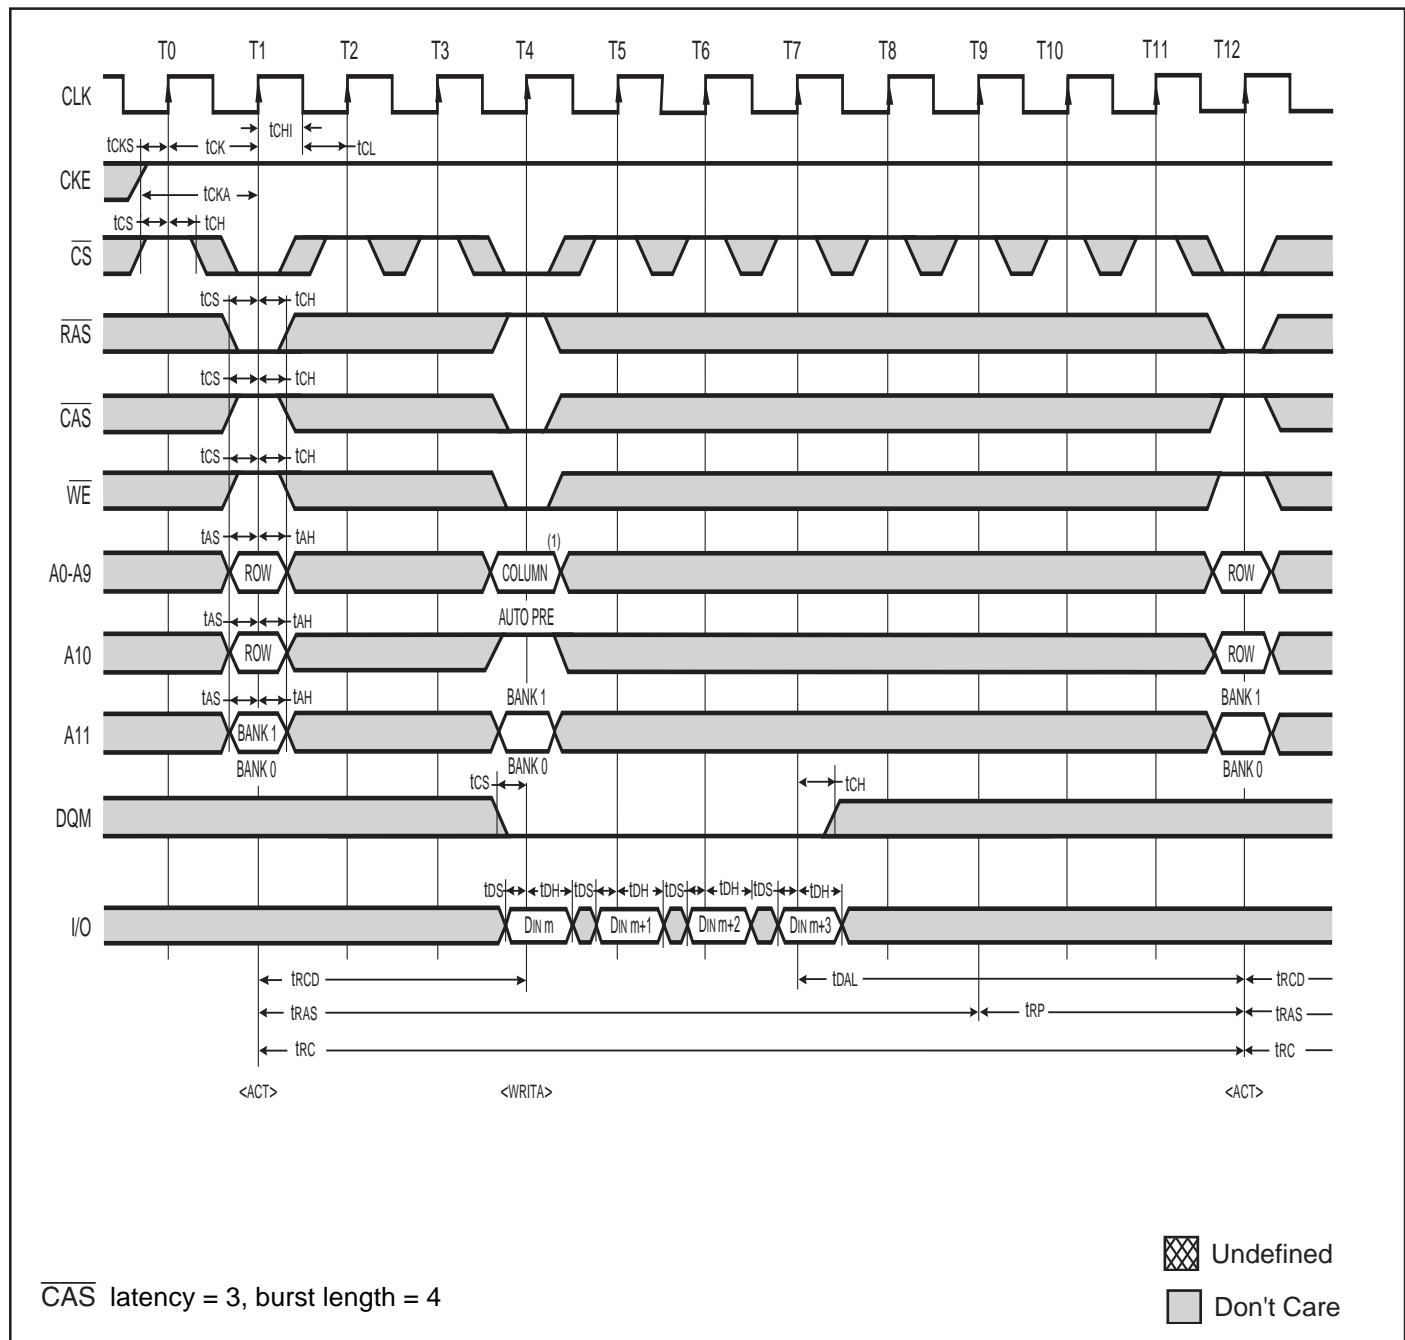 T0 T1 T2 T3 T4 T5 T6 T7 T8 T9 T10 T11 T12
CLK
tCHI
tCKS tCK tCL
CKE
tCKA
tCS tCH
CS
tCS tCH
RAS
tCS tCH
CAS
tCS tCH
WE
tAS tAH (1)
A0-A9 ROW COLUMN ROW
tAS tAH AUTO PRE
A10 ROW ROW
tAS tAH BANK 1 BANK 1
A11 BANK 1
BANK 0 BANK 0 BANK 0
tCS tCH
DQM
tDS tDH tDS tDH tDS tDH tDS tDH
I/O DIN m DIN m+1 DIN m+2 DIN m+3
tRCD tDAL tRCD
tRAS tRP tRAS
tRC tRC
<ACT> <WRITA> <ACT>
Undefined
CAS latency = 3, burst length = 4
Don't Care